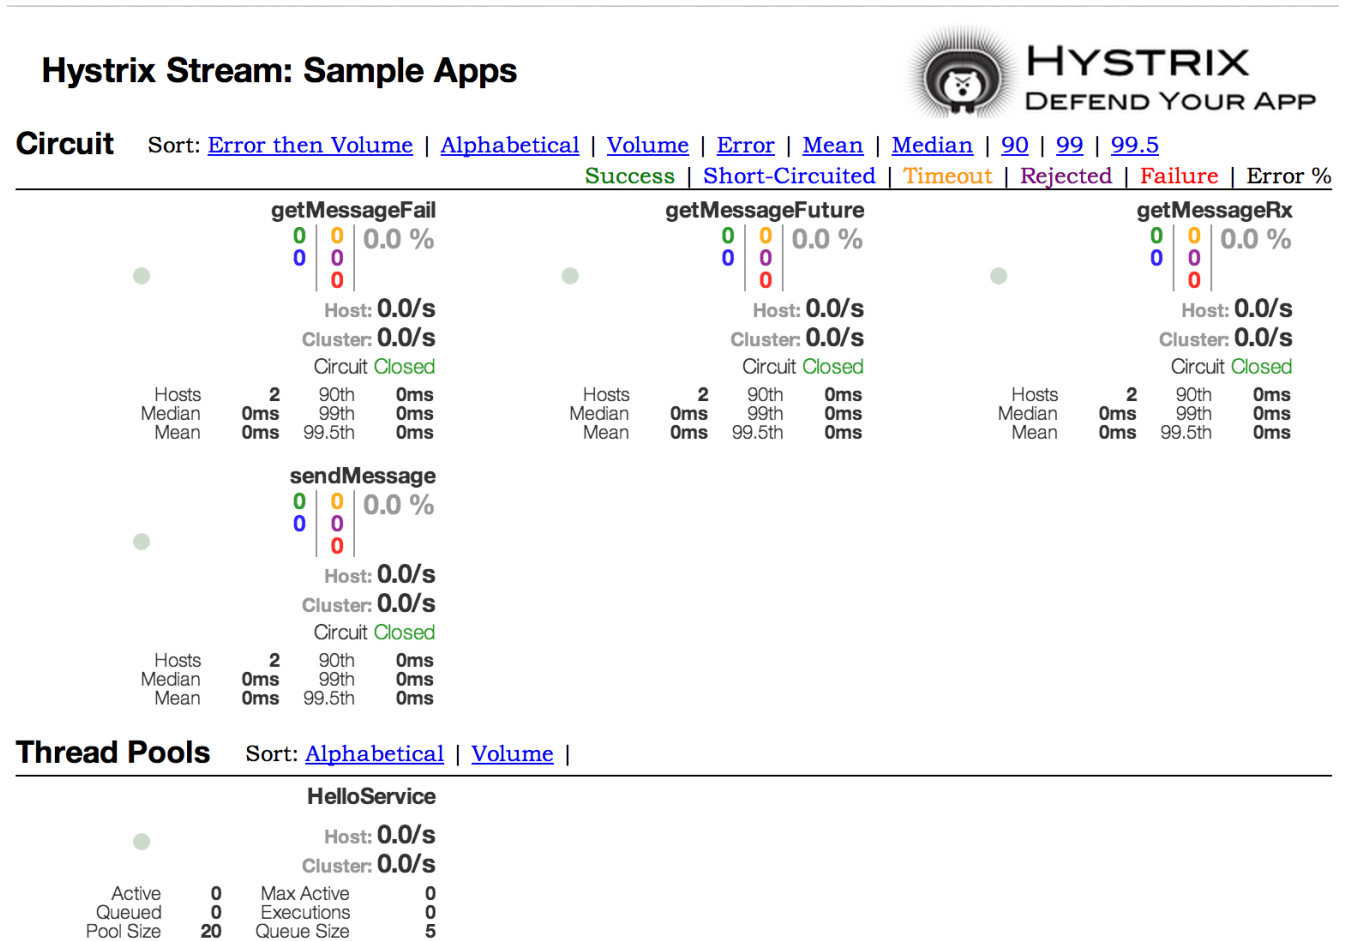 Hystrix Stream: Sample Apps
HYSTRIX
DEFEND YOUR APP
Circuit Sort: Error then Volume | Alphabetical | Volume | Error | Mean | Median | 90 | 99 | 99.5
Success | Short-Circuited | Timeout | Rejected | Failure | Error %
getMessageFail
0 | 0 | 0.0 %
0 | 0
0
Host: 0.0/s
Cluster: 0.0/s
Circuit Closed
Hosts 2 90th 0ms
Median 0ms 99th 0ms
Mean 0ms 99.5th 0ms
getMessageFuture
0 | 0 | 0.0 %
0 | 0
0
Host: 0.0/s
Cluster: 0.0/s
Circuit Closed
Hosts 2 90th 0ms
Median 0ms 99th 0ms
Mean 0ms 99.5th 0ms
getMessageRx
0 | 0 | 0.0 %
0 | 0
0
Host: 0.0/s
Cluster: 0.0/s
Circuit Closed
Hosts 2 90th 0ms
Median 0ms 99th 0ms
Mean 0ms 99.5th 0ms
sendMessage
0 | 0 | 0.0 %
0 | 0
0
Host: 0.0/s
Cluster: 0.0/s
Circuit Closed
Hosts 2 90th 0ms
Median 0ms 99th 0ms
Mean 0ms 99.5th 0ms
Thread Pools Sort: Alphabetical | Volume |
HelloService
Host: 0.0/s
Cluster: 0.0/s
Active 0 Max Active 0
Queued 0 Executions 0
Pool Size 20 Queue Size 5